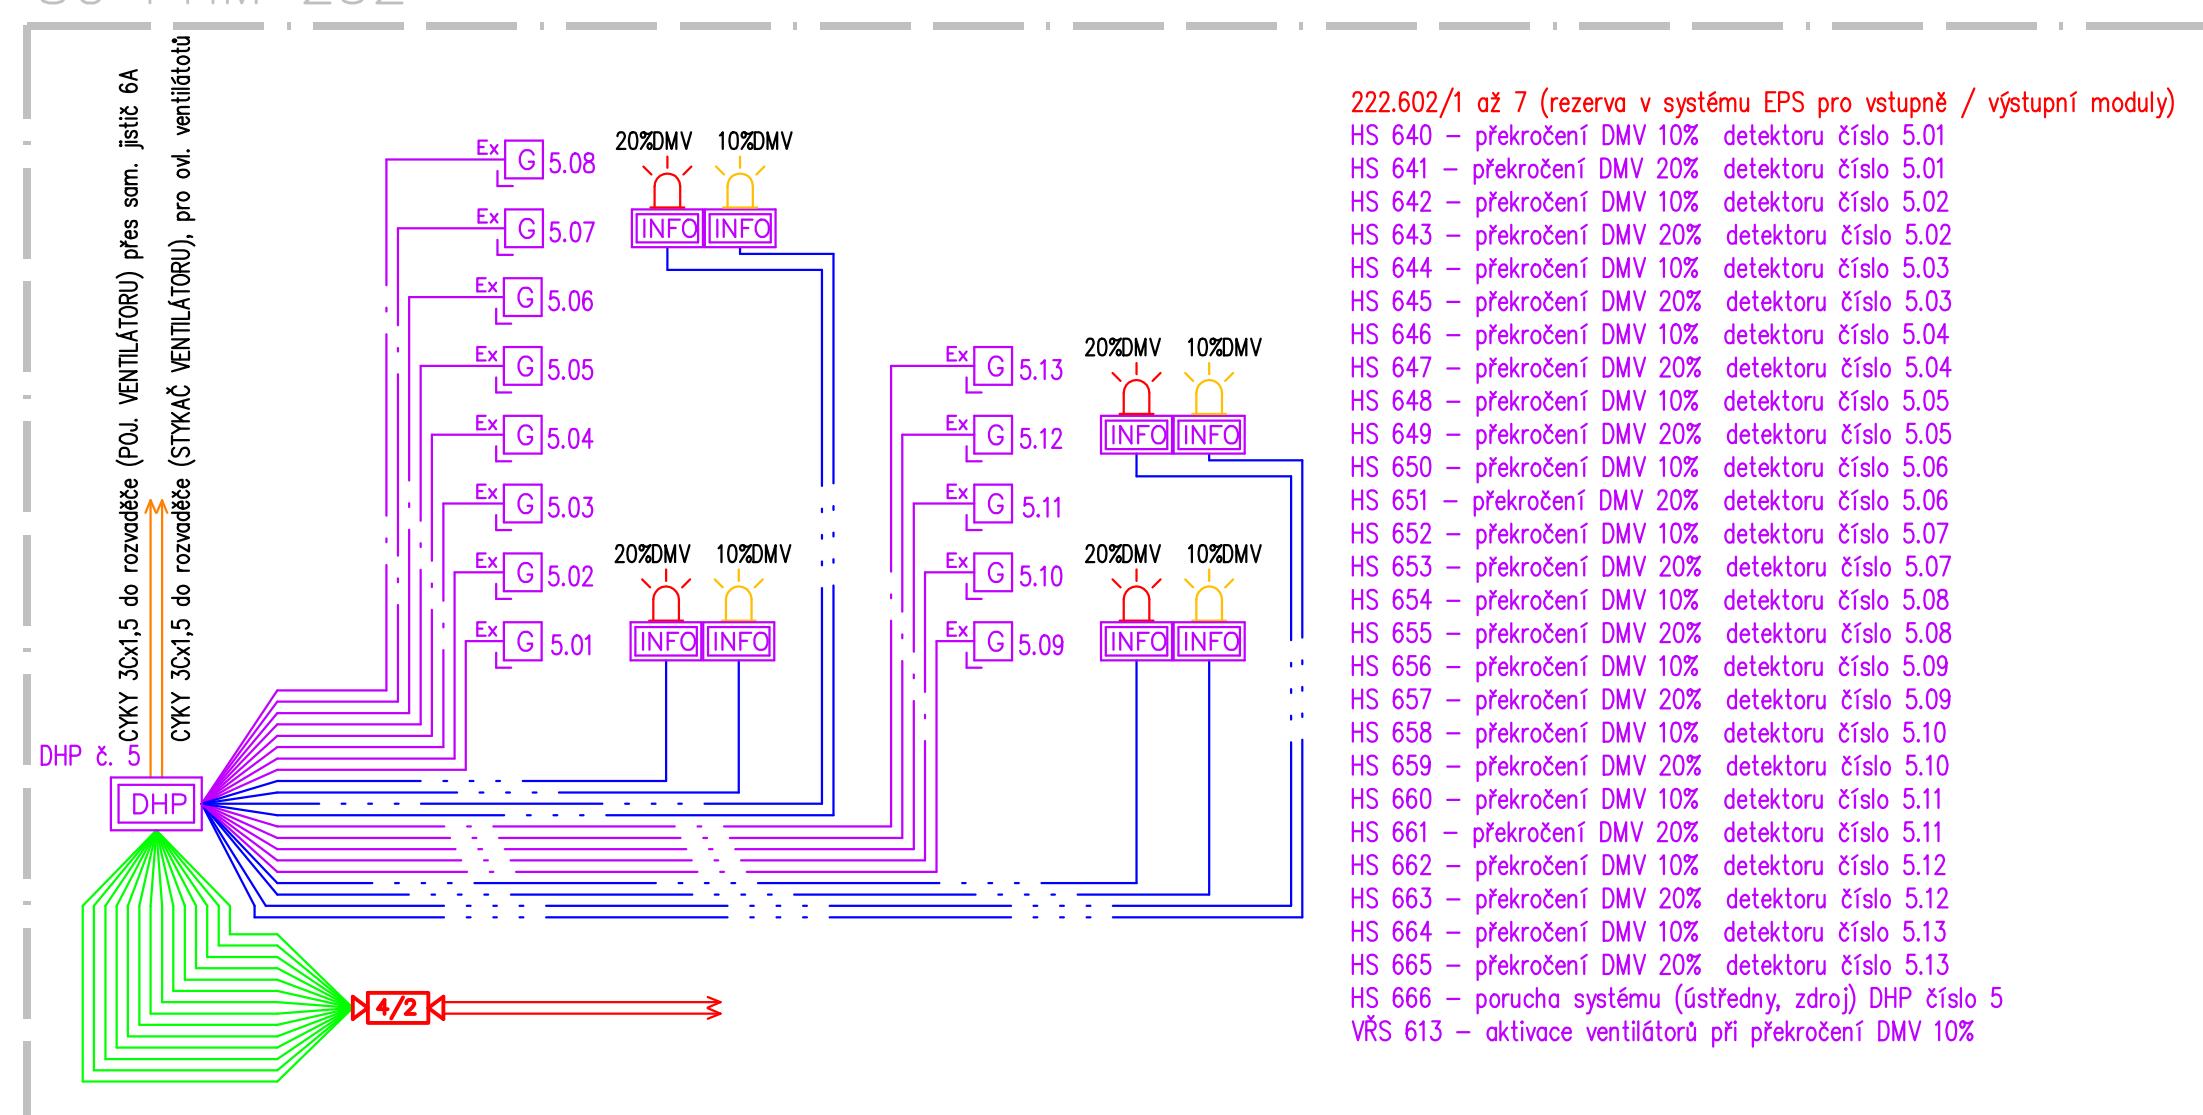 CYKY 3Cx1,5 do rozvaděče (POJ. VENTILÁTORU) přes sam. jistič 6A
CYKY 3Cx1,5 do rozvaděče (STYKAČ VENTILÁTORU), pro ovl. ventilátotů
DHP č. 5
DHP
Ex G 5.08
Ex G 5.07
Ex G 5.06
Ex G 5.05
Ex G 5.04
Ex G 5.03
Ex G 5.02
Ex G 5.01
20%DMV 10%DMV
INFO INFO
20%DMV 10%DMV
INFO INFO
Ex G 5.13
Ex G 5.12
Ex G 5.11
Ex G 5.10
Ex G 5.09
20%DMV 10%DMV
INFO INFO
20%DMV 10%DMV
INFO INFO
4/2
222.602/1 až 7 (rezerva v systému EPS pro vstupně / výstupní moduly)
HS 640 – překročení DMV 10% detektoru číslo 5.01
HS 641 – překročení DMV 20% detektoru číslo 5.01
HS 642 – překročení DMV 10% detektoru číslo 5.02
HS 643 – překročení DMV 20% detektoru číslo 5.02
HS 644 – překročení DMV 10% detektoru číslo 5.03
HS 645 – překročení DMV 20% detektoru číslo 5.03
HS 646 – překročení DMV 10% detektoru číslo 5.04
HS 647 – překročení DMV 20% detektoru číslo 5.04
HS 648 – překročení DMV 10% detektoru číslo 5.05
HS 649 – překročení DMV 20% detektoru číslo 5.05
HS 650 – překročení DMV 10% detektoru číslo 5.06
HS 651 – překročení DMV 20% detektoru číslo 5.06
HS 652 – překročení DMV 10% detektoru číslo 5.07
HS 653 – překročení DMV 20% detektoru číslo 5.07
HS 654 – překročení DMV 10% detektoru číslo 5.08
HS 655 – překročení DMV 20% detektoru číslo 5.08
HS 656 – překročení DMV 10% detektoru číslo 5.09
HS 657 – překročení DMV 20% detektoru číslo 5.09
HS 658 – překročení DMV 10% detektoru číslo 5.10
HS 659 – překročení DMV 20% detektoru číslo 5.10
HS 660 – překročení DMV 10% detektoru číslo 5.11
HS 661 – překročení DMV 20% detektoru číslo 5.11
HS 662 – překročení DMV 10% detektoru číslo 5.12
HS 663 – překročení DMV 20% detektoru číslo 5.12
HS 664 – překročení DMV 10% detektoru číslo 5.13
HS 665 – překročení DMV 20% detektoru číslo 5.13
HS 666 – porucha systému (ústředny, zdroj) DHP číslo 5
VŘS 613 – aktivace ventilátorů při překročení DMV 10%